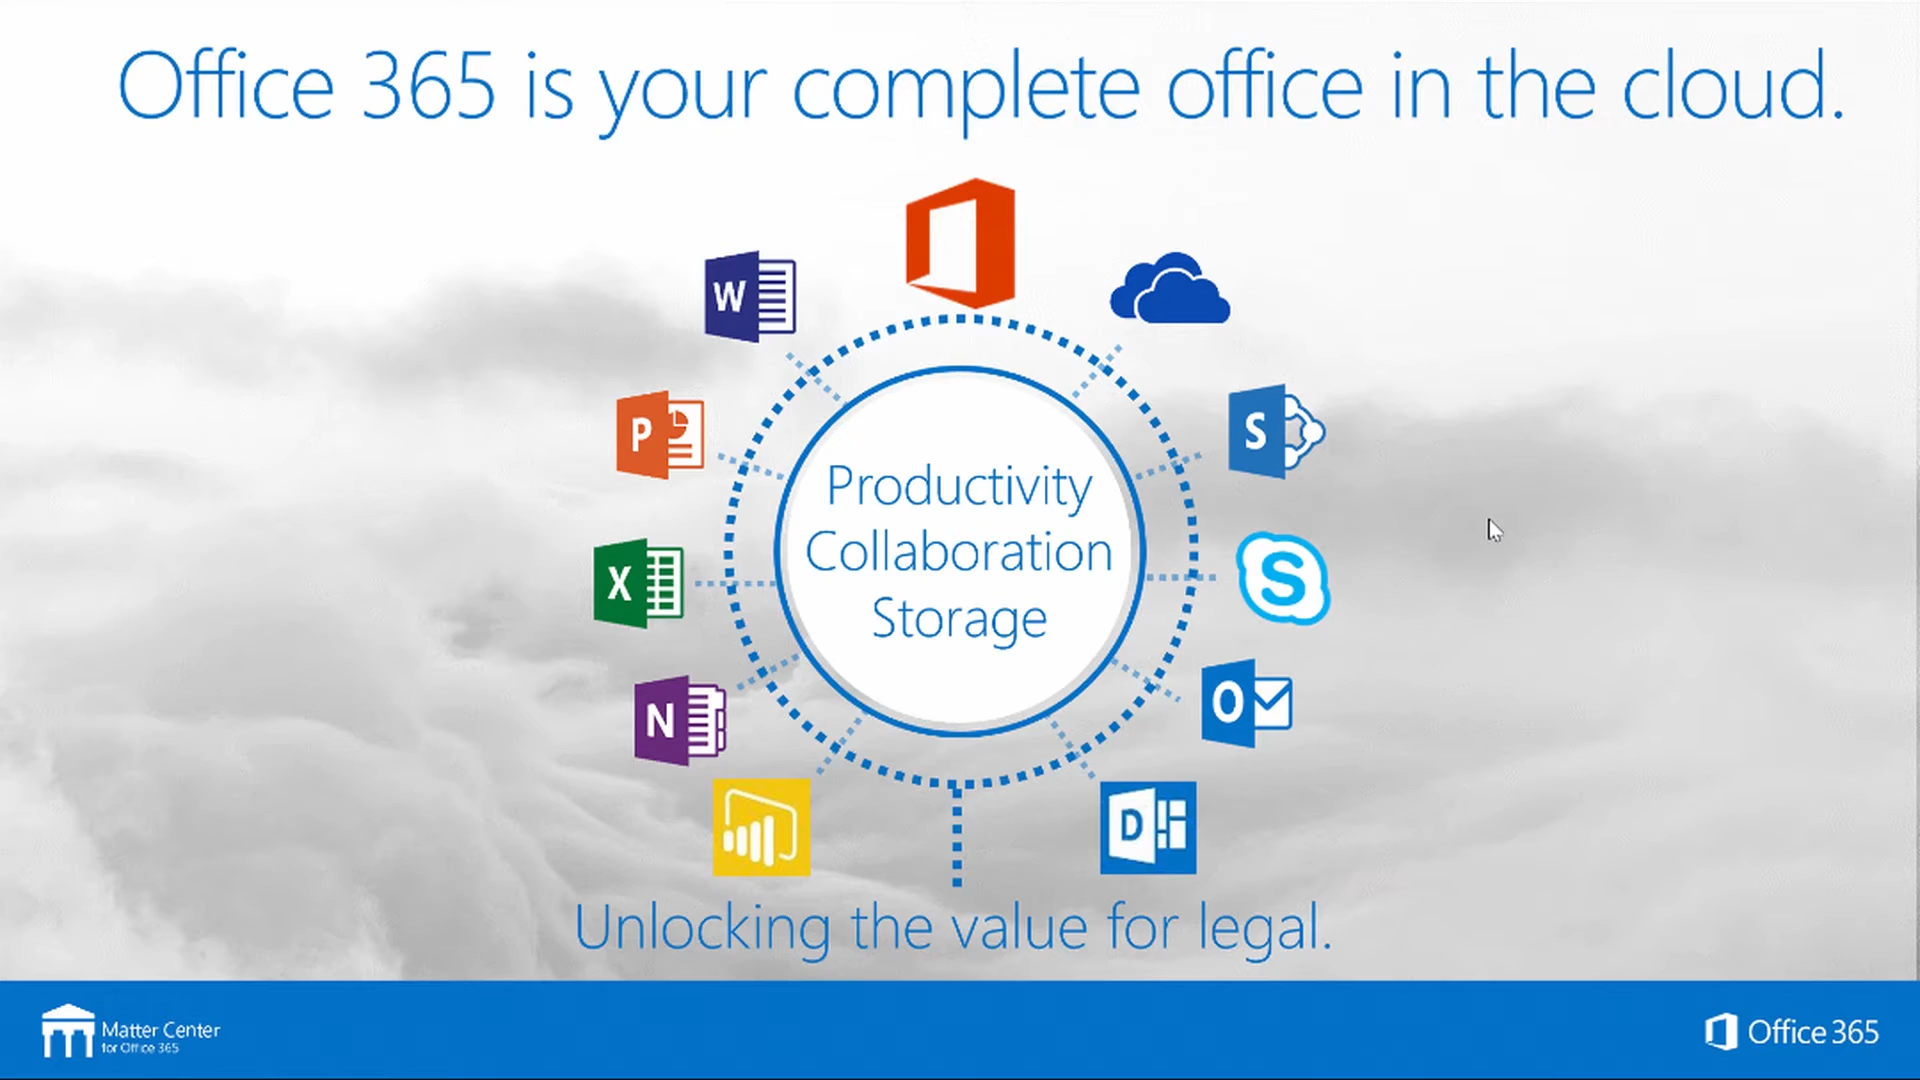 Office 365 is your complete office in the cloud.
W
P
S
Productivity
Collaboration
Storage
X
S
N
O
D
Unlocking the value for legal.
Matter Center
for Office 365
Office 365